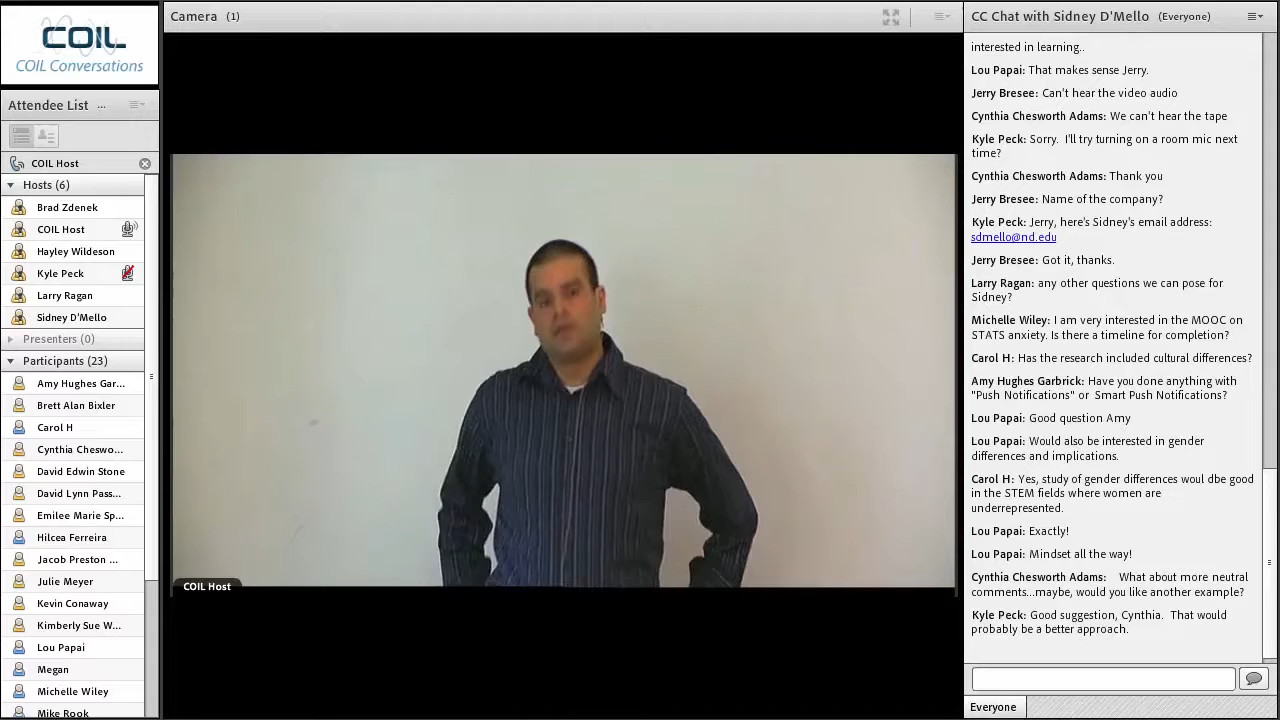 COIL
COIL Conversations
Attendee List ...
COIL Host
Hosts (6)
Brad Zdenek
COIL Host
Hayley Wildeson
Kyle Peck
Larry Ragan
Sidney D'Mello
Presenters (0)
Participants (23)
Amy Hughes Gar...
Brett Alan Bixler
Carol H
Cynthia Cheswo...
David Edwin Stone
David Lynn Pass...
Emilee Marie Sp...
Hilcea Ferreira
Jacob Preston ...
Julie Meyer
Kevin Conaway
Kimberly Sue W...
Lou Papai
Megan
Michelle Wiley
Mike Rook
Camera (1)
COIL Host
CC Chat with Sidney D'Mello (Everyone)
interested in learning..
Lou Papai: That makes sense Jerry.
Jerry Bresee: Can't hear the video audio
Cynthia Chesworth Adams: We can't hear the tape
Kyle Peck: Sorry. I'll try turning on a room mic next
time?
Cynthia Chesworth Adams: Thank you
Jerry Bresee: Name of the company?
Kyle Peck: Jerry, here's Sidney's email address:
sdmello@nd.edu
Jerry Bresee: Got it, thanks.
Larry Ragan: any other questions we can pose for
Sidney?
Michelle Wiley: I am very interested in the MOOC on
STATS anxiety. Is there a timeline for completion?
Carol H: Has the research included cultural differences?
Amy Hughes Garbrick: Have you done anything with
"Push Notifications" or Smart Push Notifications?
Lou Papai: Good question Amy
Lou Papai: Would also be interested in gender
differences and implications.
Carol H: Yes, study of gender differences woul dbe good
in the STEM fields where women are
underrepresented.
Lou Papai: Exactly!
Lou Papai: Mindset all the way!
Cynthia Chesworth Adams: What about more neutral
comments...maybe, would you like another example?
Kyle Peck: Good suggestion, Cynthia. That would
probably be a better approach.
Everyone